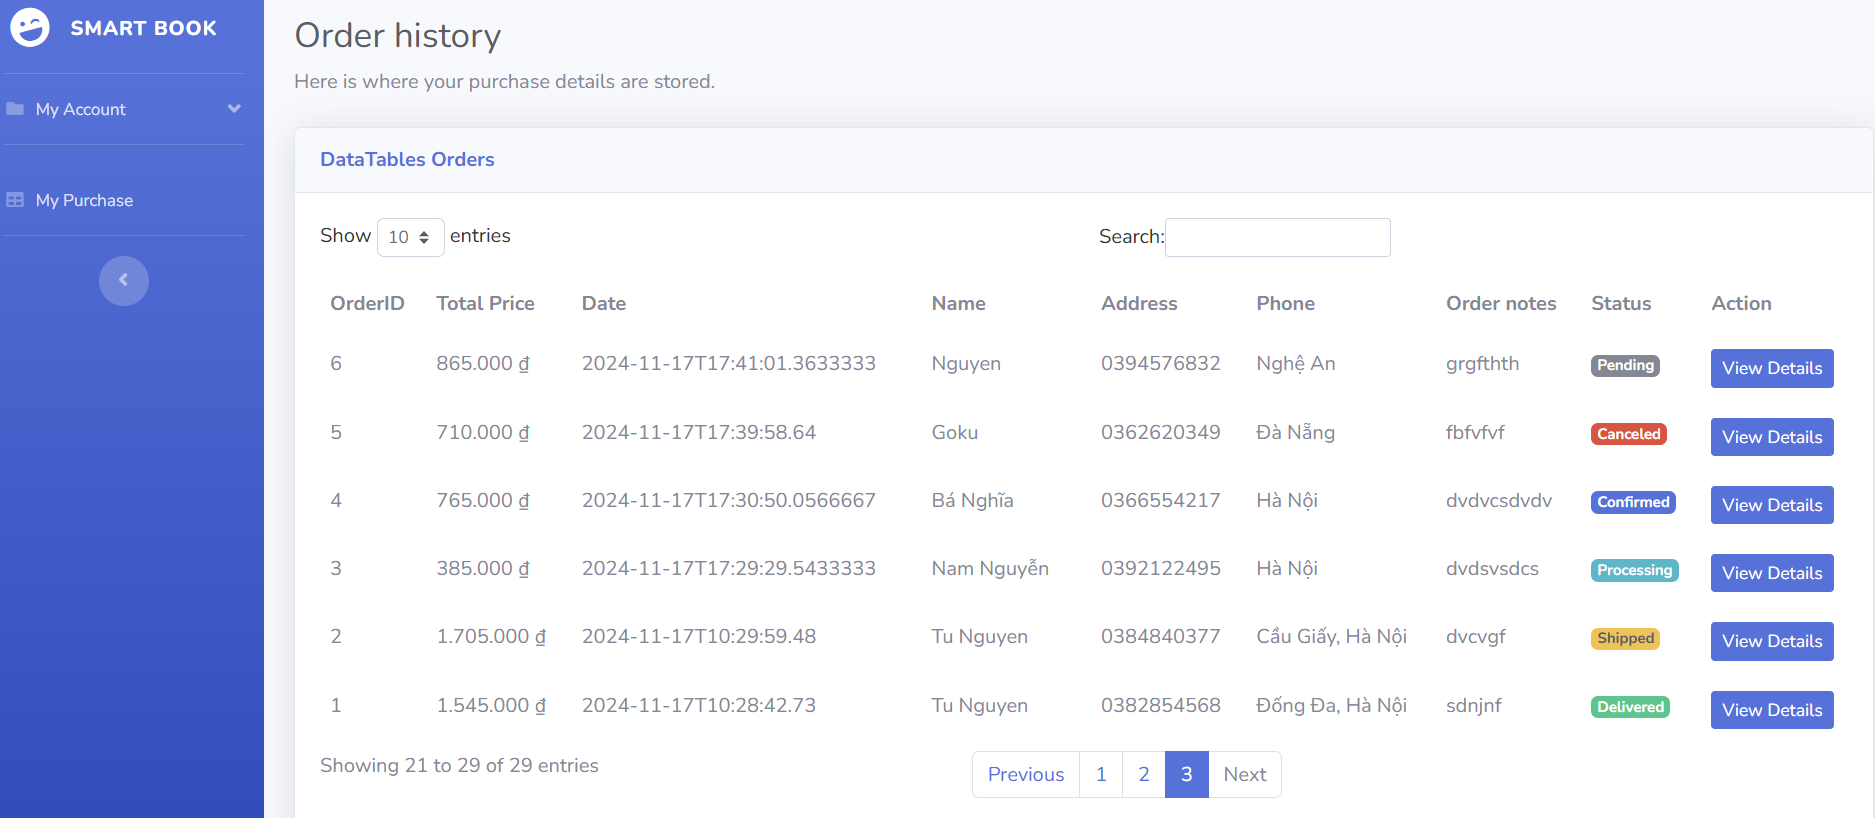 SMART BOOK
My Account
My Purchase
Order history
Here is where your purchase details are stored.
DataTables Orders
Show 10 entries Search:
OrderID Total Price Date Name Address Phone Order notes Status Action
6 865.000 ₫ 2024-11-17T17:41:01.3633333 Nguyen 0394576832 Nghệ An grgfthth Pending View Details
5 710.000 ₫ 2024-11-17T17:39:58.64 Goku 0362620349 Đà Nẵng fbfvfvf Canceled View Details
4 765.000 ₫ 2024-11-17T17:30:50.0566667 Bá Nghĩa 0366554217 Hà Nội dvdvcsdvdv Confirmed View Details
3 385.000 ₫ 2024-11-17T17:29:29.5433333 Nam Nguyễn 0392122495 Hà Nội dvdsvsdcs Processing View Details
2 1.705.000 ₫ 2024-11-17T10:29:59.48 Tu Nguyen 0384840377 Cầu Giấy, Hà Nội dvcvgf Shipped View Details
1 1.545.000 ₫ 2024-11-17T10:28:42.73 Tu Nguyen 0382854568 Đống Đa, Hà Nội sdnjnf Delivered View Details
Showing 21 to 29 of 29 entries Previous 1 2 3 Next